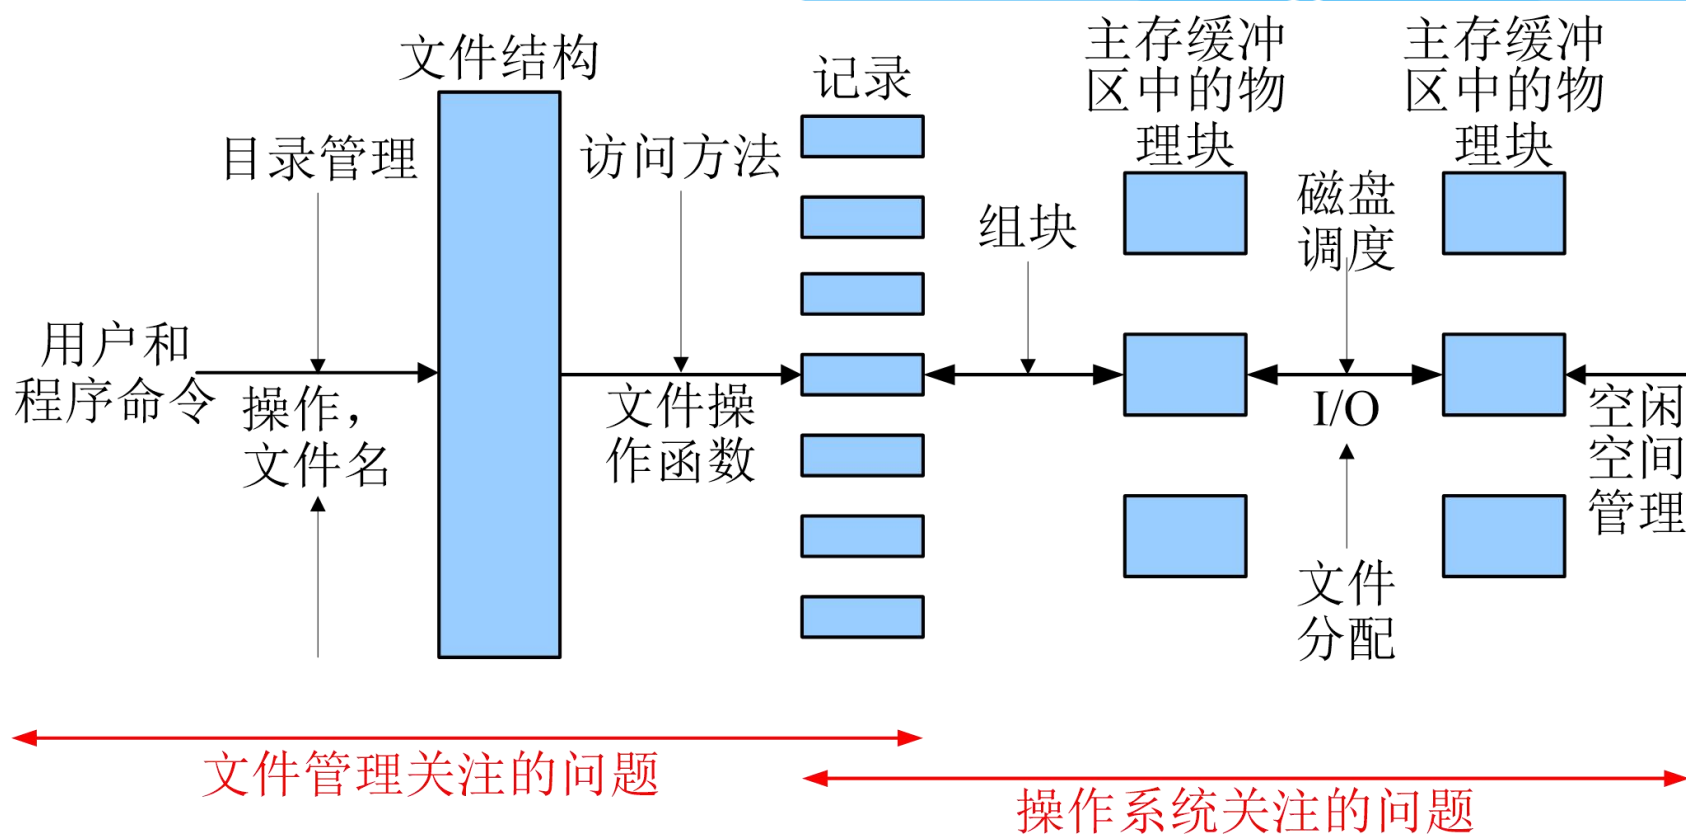 文件结构
目录管理
用户和
程序命令
操作,
文件名
访问方法
文件操
作函数
记录
组块
主存缓冲
区中的物
理块
磁盘
调度
I/O
文件
分配
主存缓冲
区中的物
理块
空闲
空间
管理
文件管理关注的问题
操作系统关注的问题